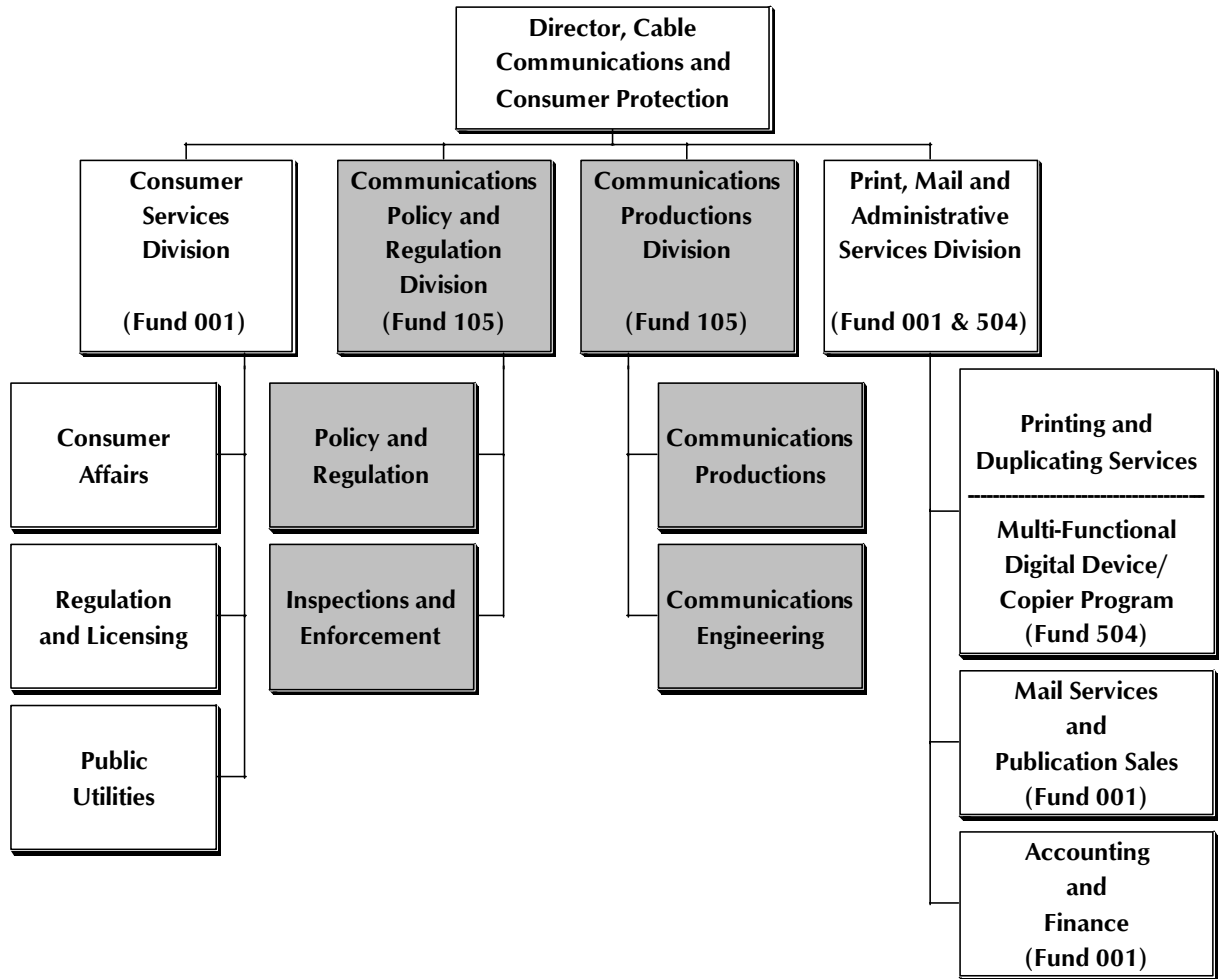 Director, Cable
Communications and
Consumer Protection
Consumer
Services
Division
(Fund 001)
Communications
Policy and
Regulation
Division
(Fund 105)
Communications
Productions
Division
(Fund 105)
Print, Mail and
Administrative
Services Division
(Fund 001 & 504)
Consumer
Affairs
Regulation
and Licensing
Public
Utilities
Policy and
Regulation
Inspections and
Enforcement
Communications
Productions
Communications
Engineering
Printing and
Duplicating Services
Multi-Functional
Digital Device/
Copier Program
(Fund 504)
Mail Services
and
Publication Sales
(Fund 001)
Accounting
and
Finance
(Fund 001)